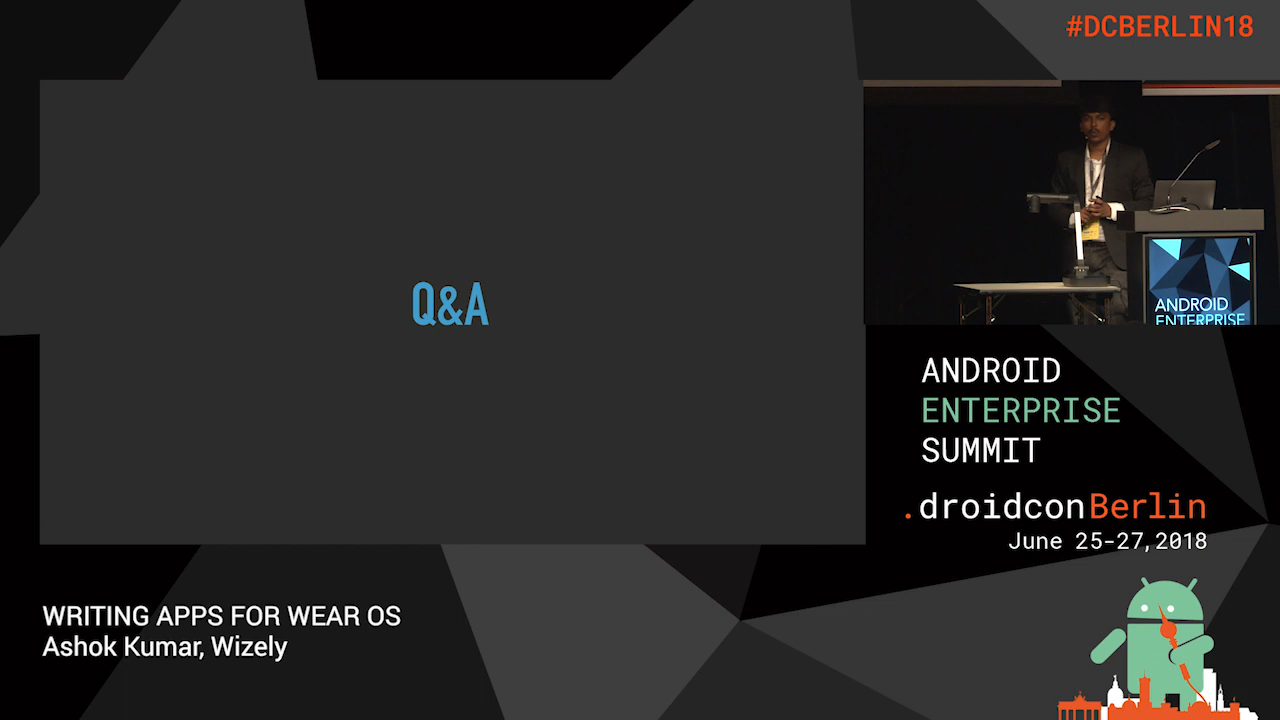 #DCBERLIN18
Q&A
ANDROID
ENTERPRISE
ANDROID
ENTERPRISE
SUMMIT
.droidconBerlin
June 25-27, 2018
WRITING APPS FOR WEAR OS
Ashok Kumar, Wizely